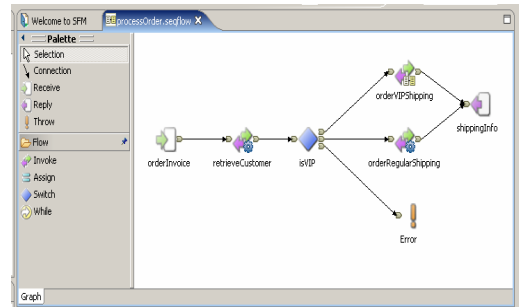 Welcome to SFM
processOrder.seqflow
Palette
Selection
Connection
Receive
Reply
Throw
Flow
Invoke
Assign
Switch
While
orderVIPShipping
shippingInfo
orderInvoice
retrieveCustomer
isVIP
orderRegularShipping
Error
Graph